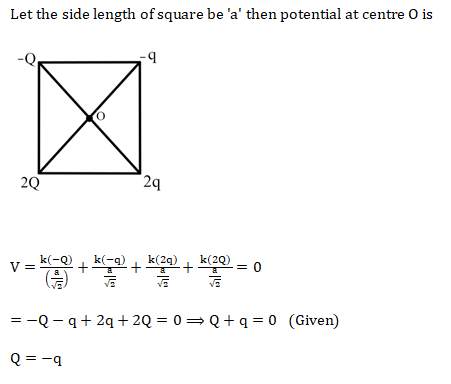 Let the side length of square be 'a' then potential at centre O is
-Q -q
O
2Q 2q
V = k(-Q)/(a/√2) + k(-q)/(a/√2) + k(2q)/(a/√2) + k(2Q)/(a/√2) = 0
= -Q - q + 2q + 2Q = 0 ⟹ Q + q = 0 (Given)
Q = -q